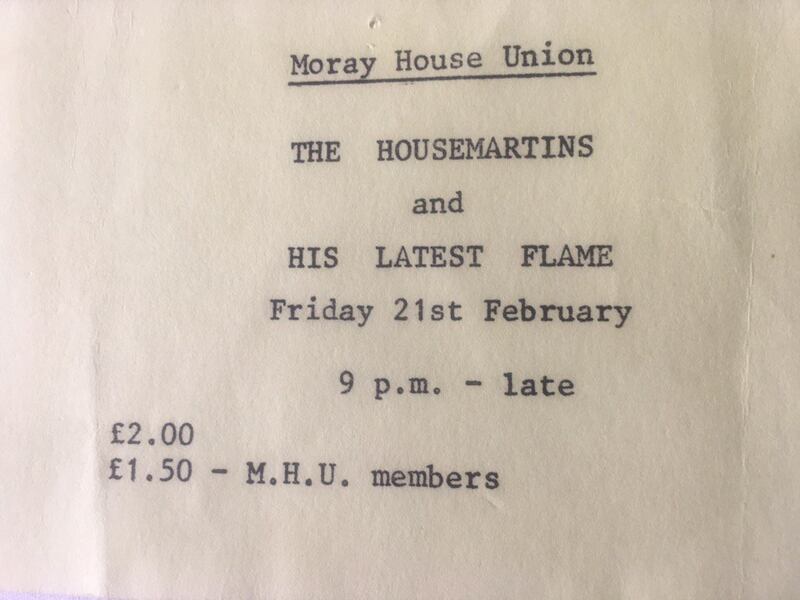 Moray House Union
THE HOUSEMARTINS
and
HIS LATEST FLAME
Friday 21st February
9 p.m. - late
£2.00
£1.50 - M.H.U. members